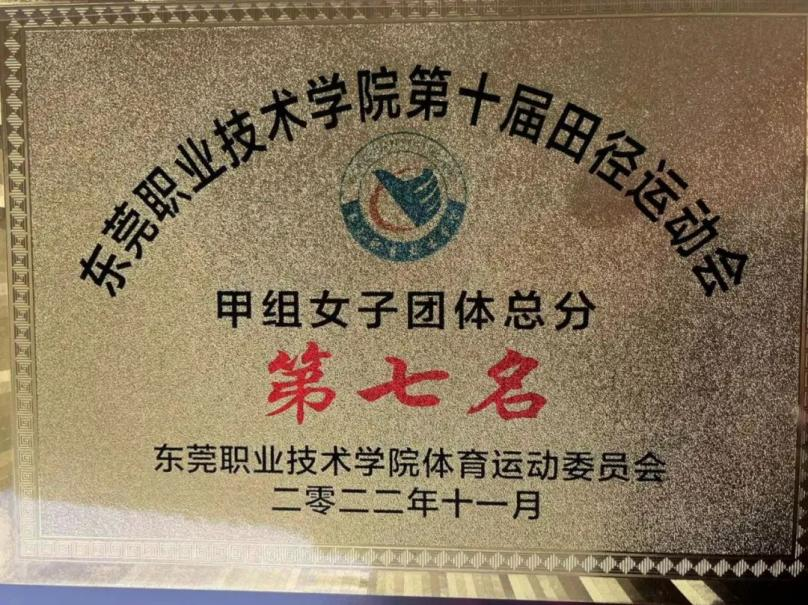 东莞职业技术学院第十届田径运动会
甲组女子团体总分
第七名
东莞职业技术学院体育运动委员会
二零二二年十一月